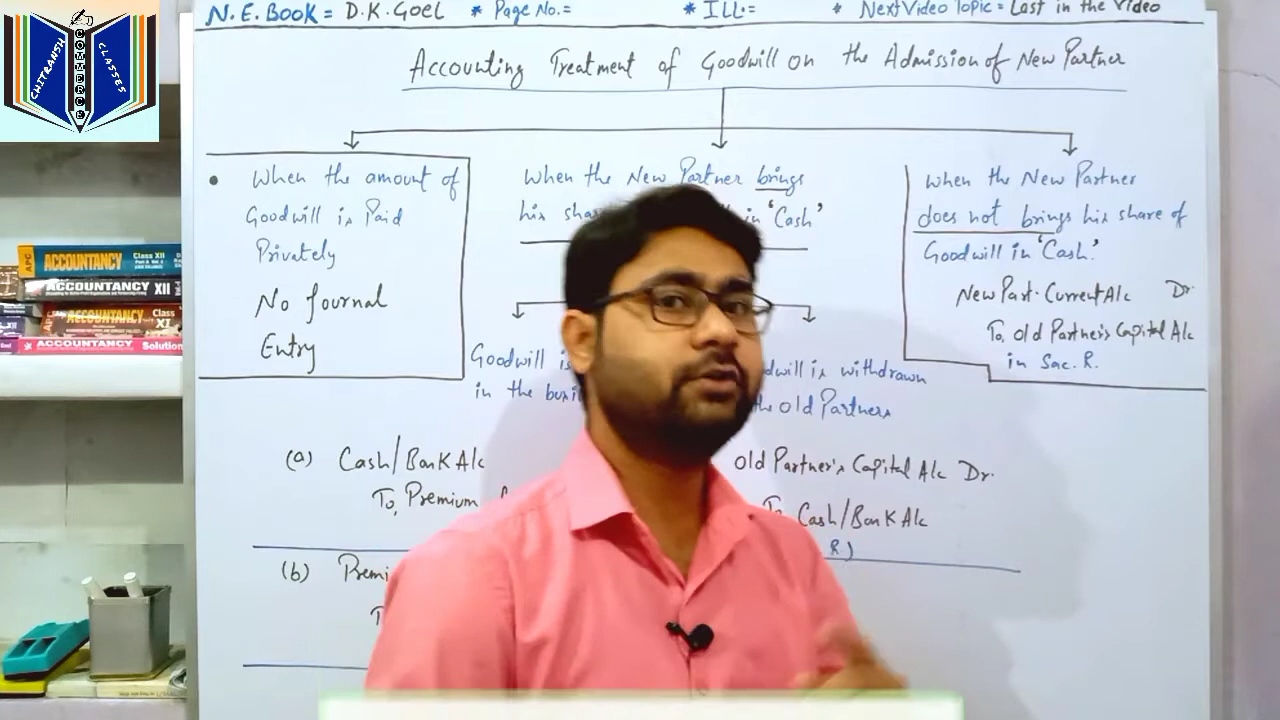 N.E. BOOK = D.K. GOEL * Page No.= * ILL.= * Next Video Topic = Last in the Video
CHITRANSH COMMERCE CLASSES
Accounting Treatment of Goodwill on the Admission of New Partner
• When the amount of
Goodwill is Paid
Privately
No Journal
Entry
When the New Partner brings
his in 'Cash'
When the New Partner
does not brings his share of
Goodwill in 'Cash'.
New Part. Current A/c Dr.
To, Old Partner's Capital A/c
in Sac. R.
Goodwill is
in the
is withdrawn
the old Partners
(a) Cash/Bank A/c
To, Premium
Old Partner's Capital A/c Dr.
To Cash/Bank A/c
R)
(b)
APC ACCOUNTANCY Class XII
ACCOUNTANCY XII
ACCOUNTANCY Class XI
ACCOUNTANCY Solution